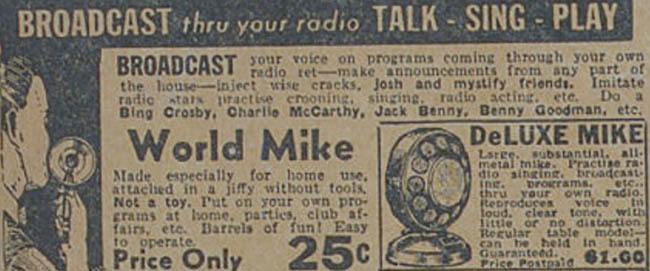 BROADCAST thru your radio TALK - SING - PLAY
BROADCAST your voice on programs coming through your own
radio ret—make announcements from any part of
the house—inject wise cracks, Josh and mystify friends. Imitate
radio stars practise crooning, singing, radio acting, etc. Do a
Bing Crosby, Charlie McCarthy, Jack Benny, Benny Goodman, etc.
World Mike
Made especially for home use,
attached in a jiffy without tools.
Not a toy. Put on your own pro-
grams at home, parties, club af-
fairs, etc. Barrels of fun! Easy
to operate.
Price Only 25c
DeLUXE MIKE
Large, substantial, all-
metal mike. Practise ra-
dio singing, broadcast-
ing, programs, etc.,
thru your own radio.
Reproduces voice in
loud, clear tone, with
little or no distortion.
Regular table model—
can be held in hand.
Guaranteed.
Price Postpaid $1.00